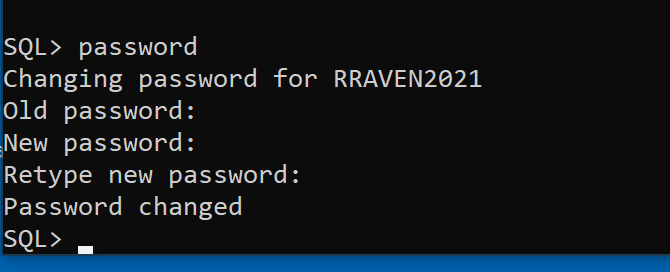 SQL> password
Changing password for RRAVEN2021
Old password:
New password:
Retype new password:
Password changed
SQL>